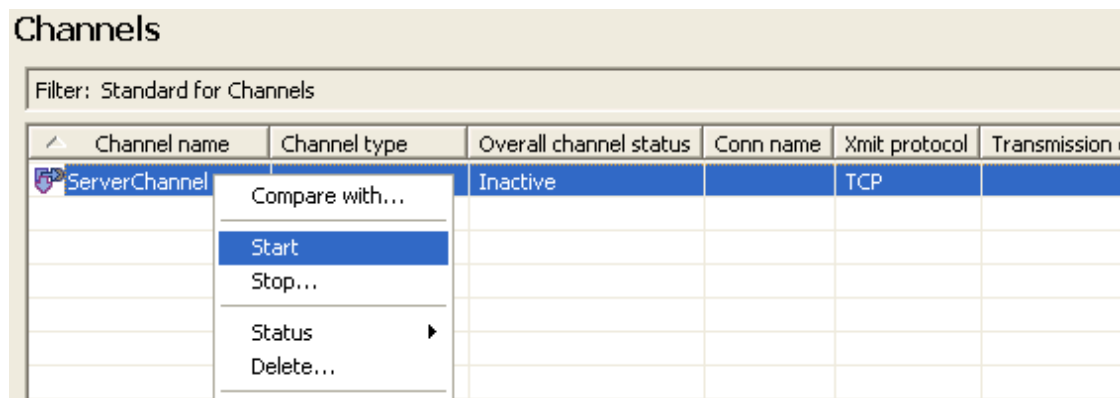 Channels
Filter: Standard for Channels
Channel name Channel type Overall channel status Conn name Xmit protocol Transmission
ServerChannel Inactive TCP
Compare with...
Start
Stop...
Status
Delete...